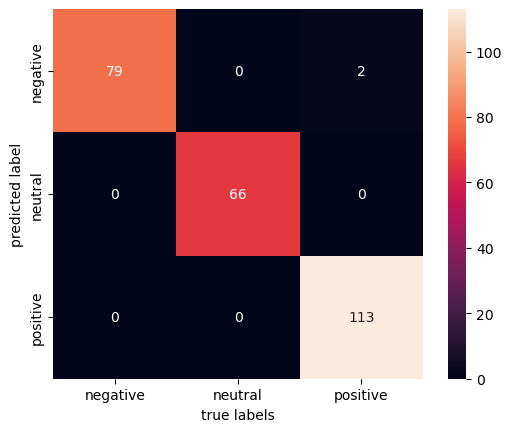 negative
79 0 2
neutral
0 66 0
positive
0 0 113
negative neutral positive
true labels
predicted label
100
80
60
40
20
0